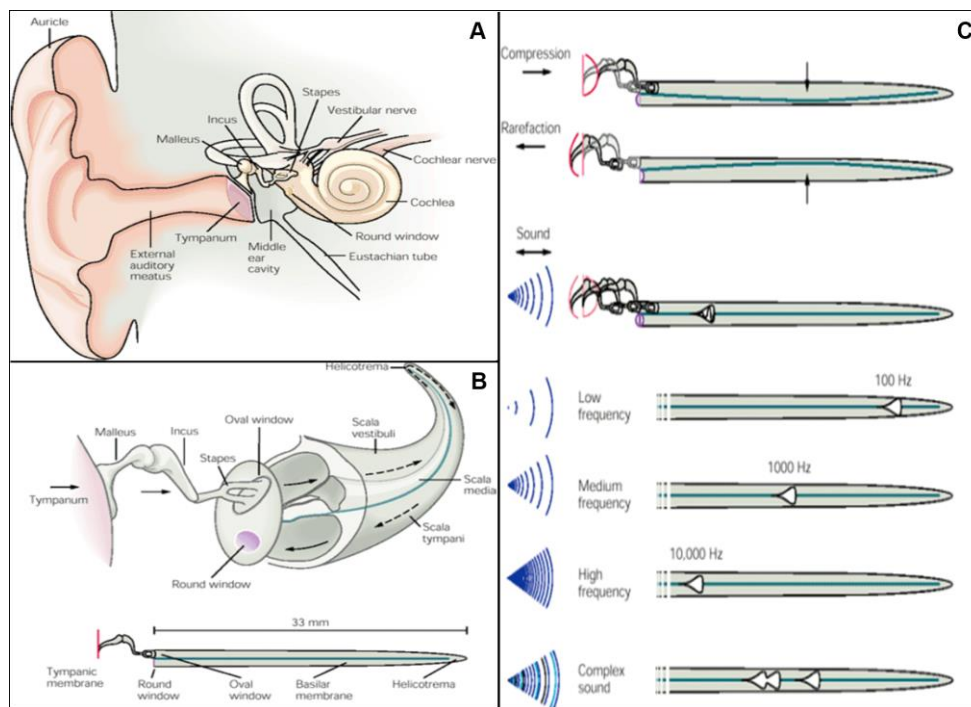 A
Auricle
Stapes
Incus
Vestibular nerve
Malleus
Cochlear nerve
Cochlea
Tympanum
Round window
External
auditory
meatus
Middle
ear
cavity
Eustachian tube
B
Helicotrema
Malleus
Incus
Oval window
Scala
vestibuli
Stapes
Scala
media
Tympanum
Scala
tympani
Round window
33 mm
Tympanic
membrane
Round
window
Oval
window
Basilar
membrane
Helicotrema
C
Compression
Rarefaction
Sound
100 Hz
Low
frequency
1000 Hz
Medium
frequency
10,000 Hz
High
frequency
Complex
sound